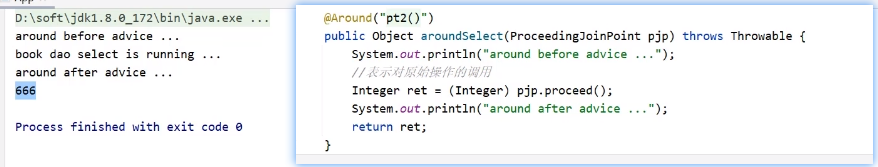 D:\soft\jdk1.8.0_172\bin\java.exe ...
around before advice ...
book dao select is running ...
around after advice ...
666
Process finished with exit code 0
@Around("pt2()")
public Object aroundSelect(ProceedingJoinPoint pjp) throws Throwable {
    System.out.println("around before advice ...");
    //表示对原始操作的调用
    Integer ret = (Integer) pjp.proceed();
    System.out.println("around after advice ...");
    return ret;
}